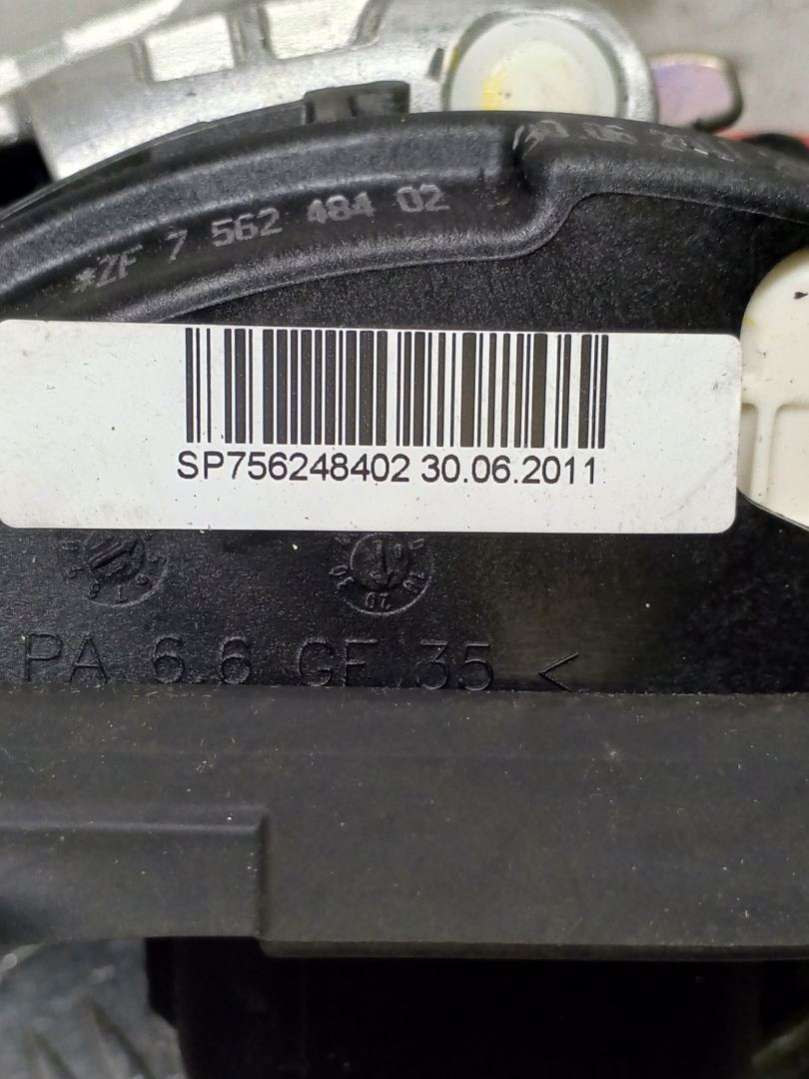 *ZF 7 562 484 02
SP756248402 30.06.2011
PA 6.6 GF 35 <